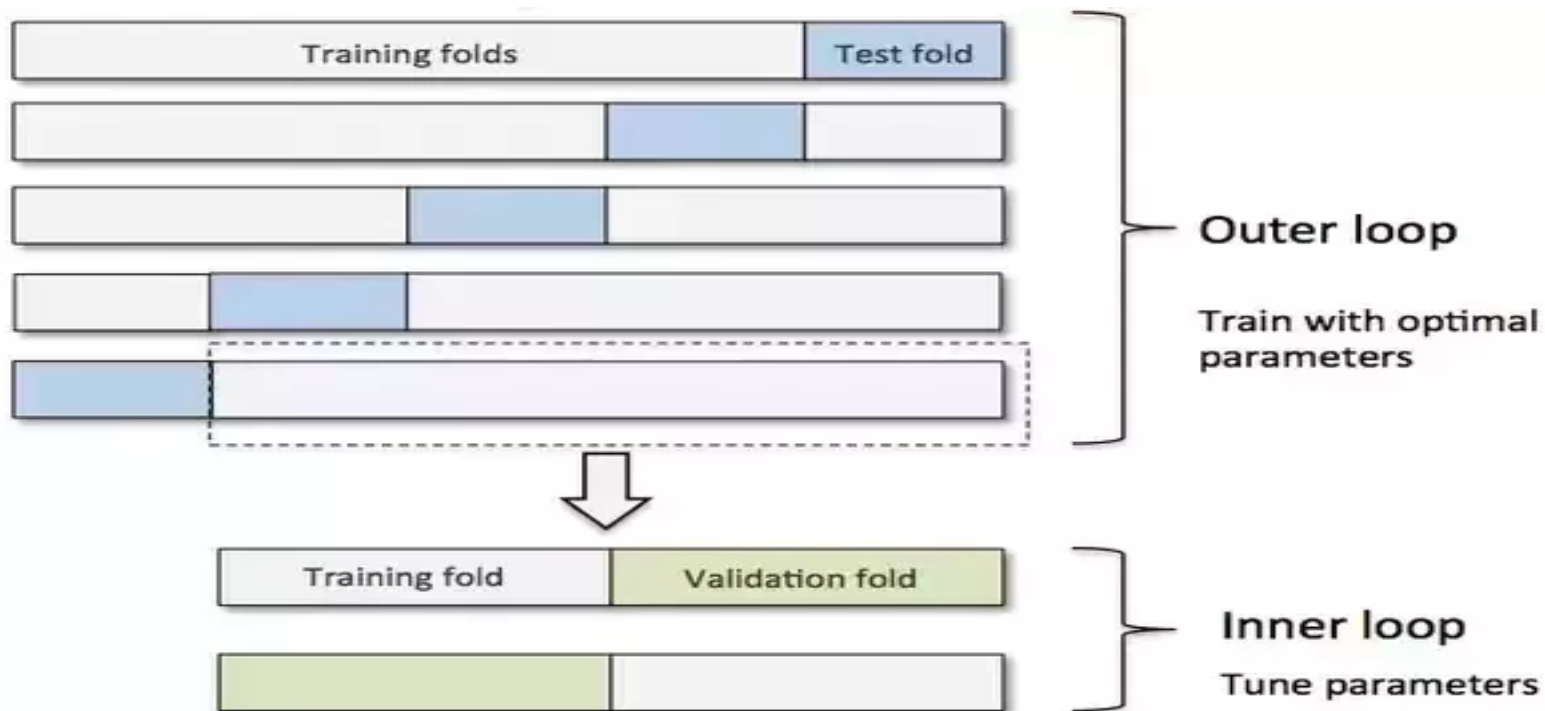 Training folds
Test fold
Outer loop
Train with optimal
parameters
Training fold
Validation fold
Inner loop
Tune parameters